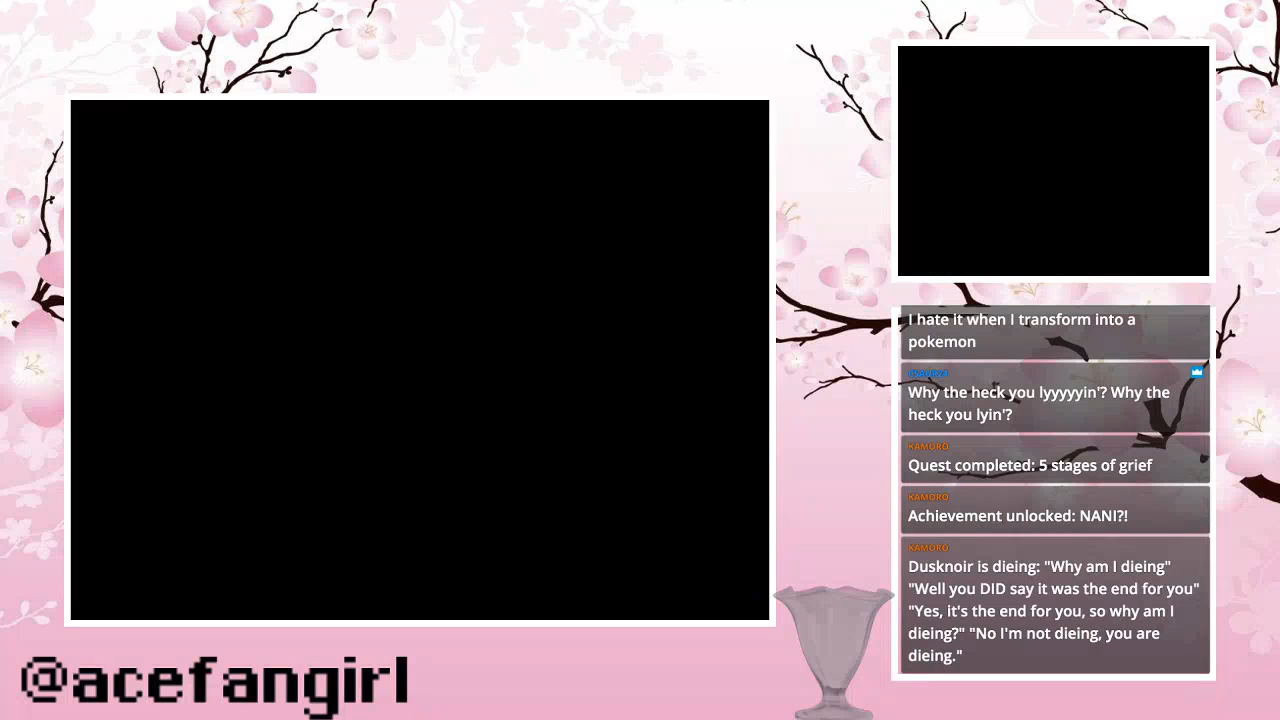 I hate it when I transform into a
pokemon
Why the heck you lyyyyyin'? Why the
heck you lyin'?
KAMORO
Quest completed: 5 stages of grief
KAMORO
Achievement unlocked: NANI?!
KAMORO
Dusknoir is dieing: "Why am I dieing"
"Well you DID say it was the end for you"
"Yes, it's the end for you, so why am I
dieing?" "No I'm not dieing, you are
dieing."
@acefangirl